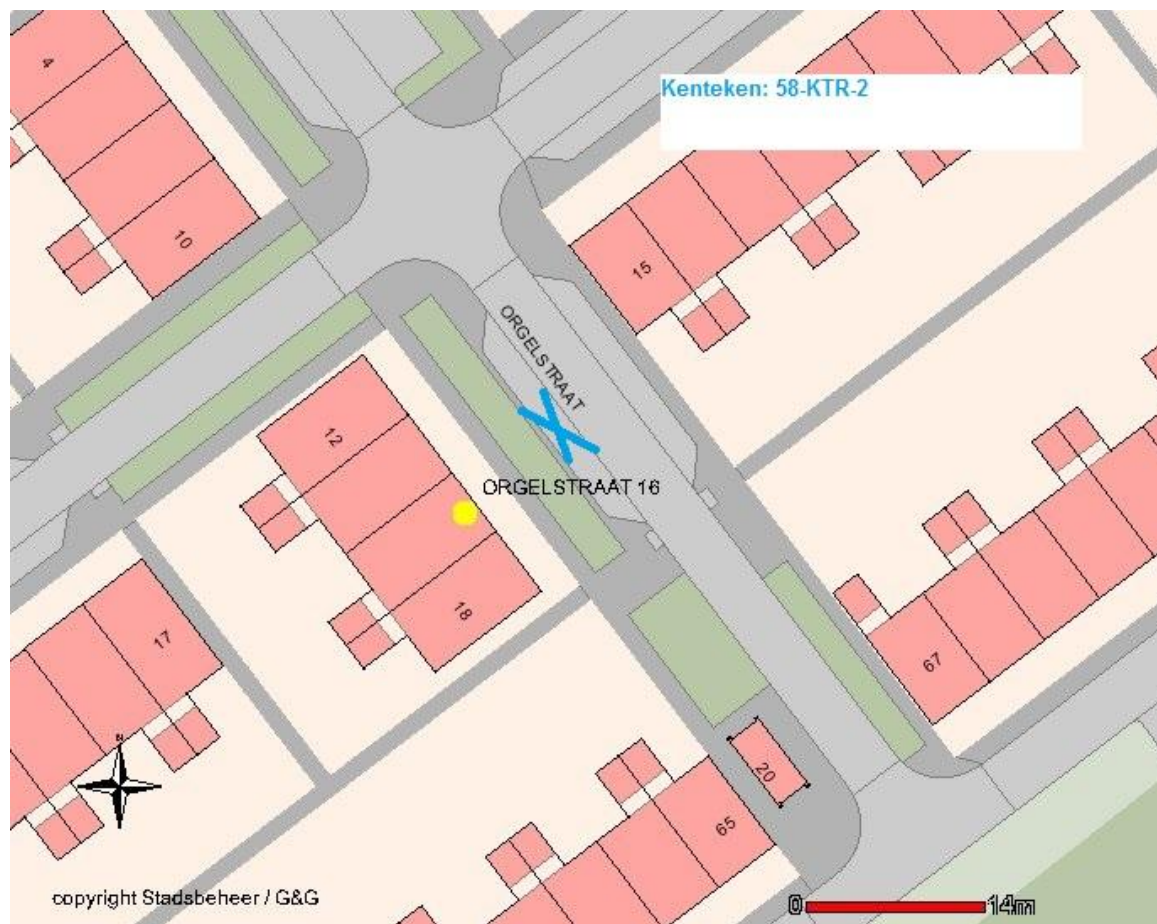 4
Kenteken: 58-KTR-2
10
15
ORGELSTRAAT
12
ORGELSTRAAT 16
18
17
67
N
20
65
copyright Stadsbeheer / G&G
0 14m